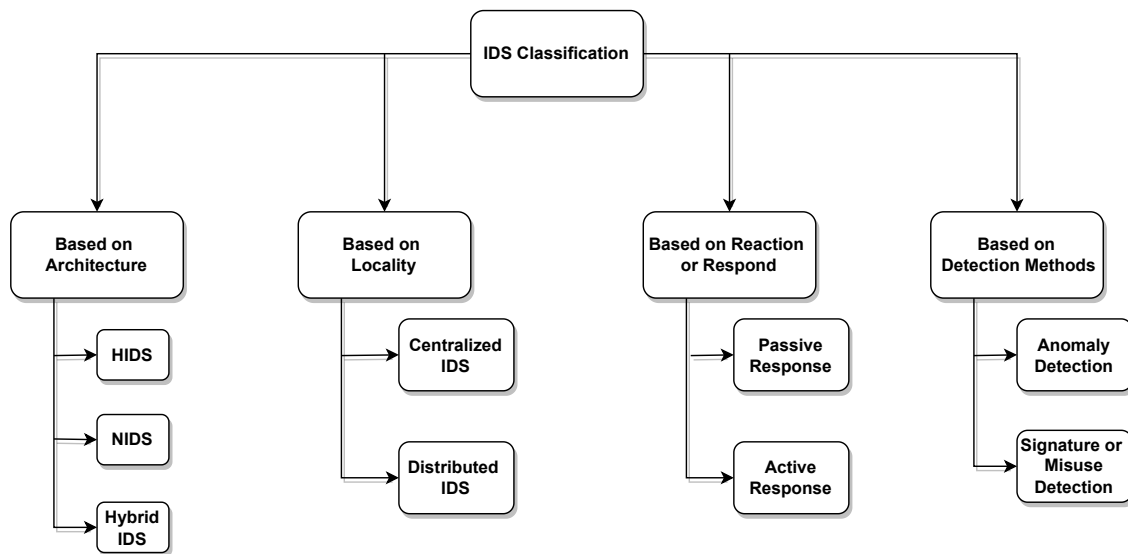 IDS Classification
Based on
Architecture
Based on
Locality
Based on Reaction
or Respond
Based on
Detection Methods
HIDS
NIDS
Hybrid
IDS
Centralized
IDS
Distributed
IDS
Passive
Response
Active
Response
Anomaly
Detection
Signature or
Misuse
Detection